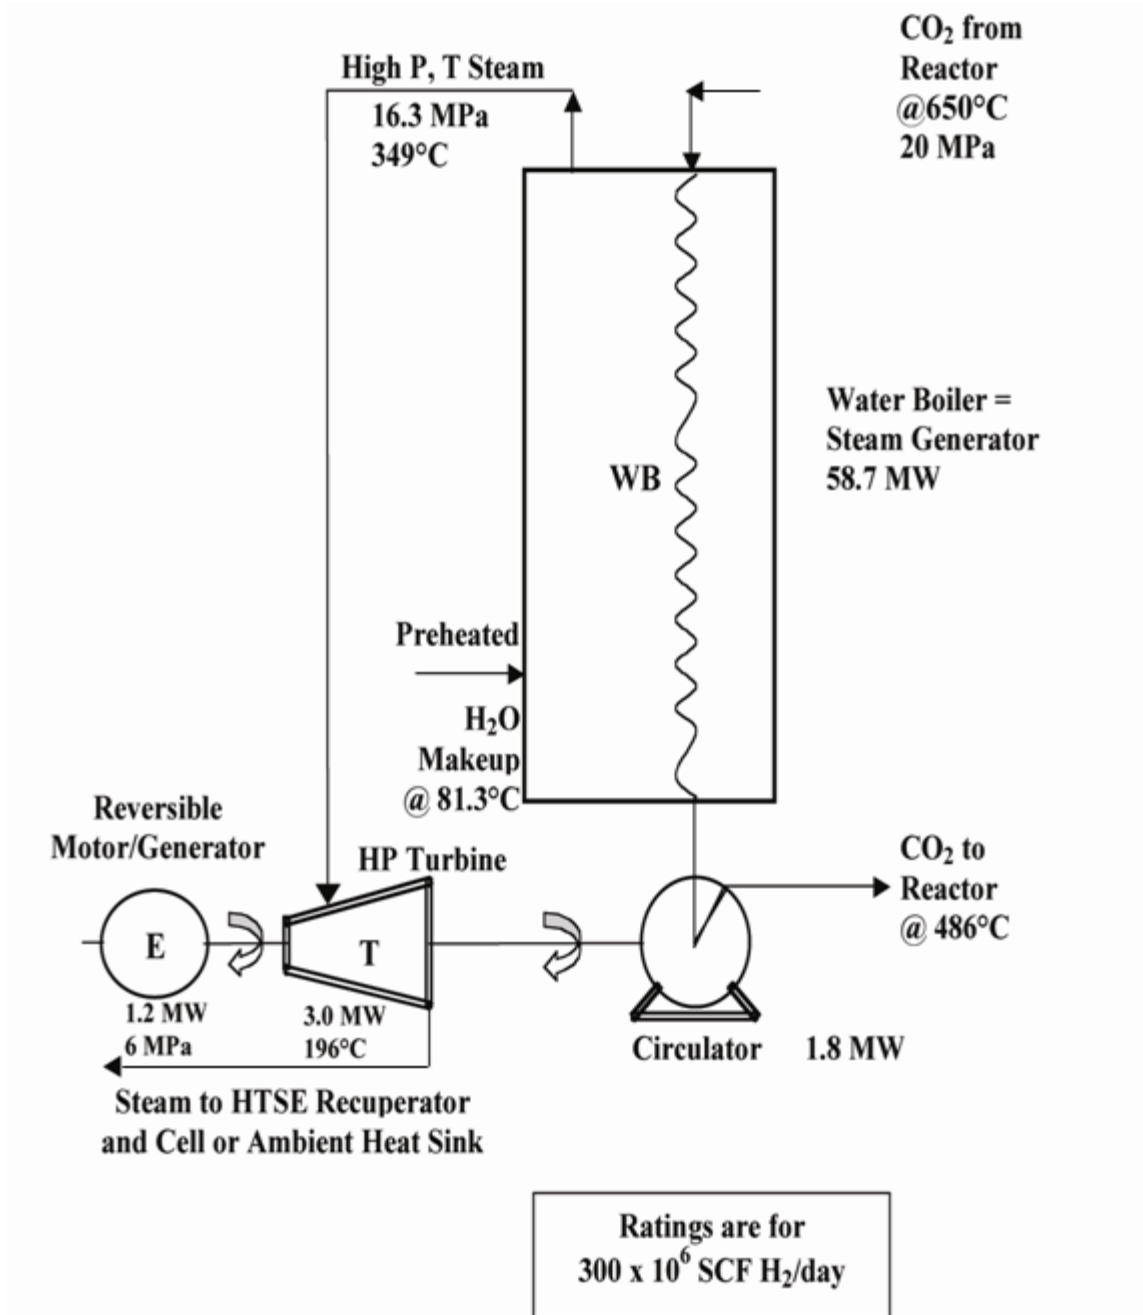 CO₂ from
Reactor
@650°C
20 MPa
High P, T Steam
16.3 MPa
349°C
Water Boiler =
Steam Generator
58.7 MW
WB
Preheated
H₂O
Makeup
@ 81.3°C
Reversible
Motor/Generator
HP Turbine
CO₂ to
Reactor
@ 486°C
E
T
1.2 MW
6 MPa
3.0 MW
196°C
Circulator 1.8 MW
Steam to HTSE Recuperator
and Cell or Ambient Heat Sink
Ratings are for
300 x 10⁶ SCF H₂/day